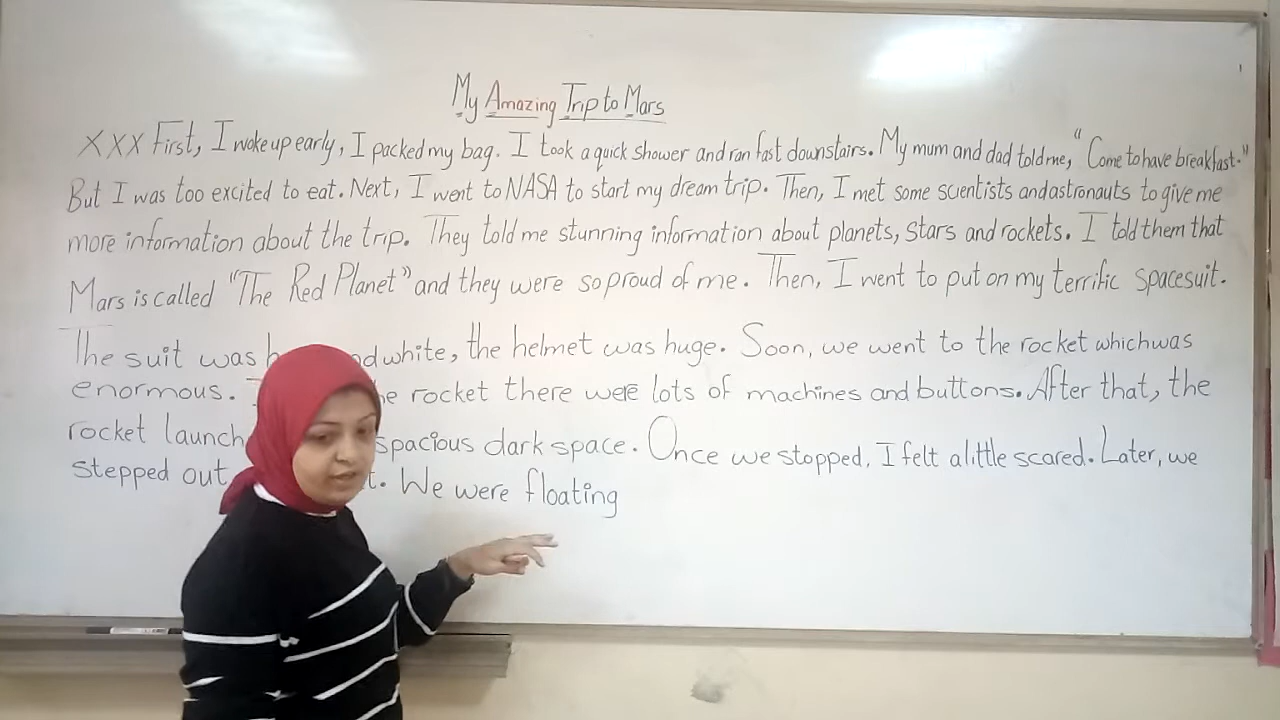 My Amazing Trip to Mars
XXX First, I woke up early, I packed my bag. I took a quick shower and ran fast downstairs. My mum and dad told me, "Come to have breakfast."
But I was too excited to eat. Next, I went to NASA to start my dream trip. Then, I met some scientists and astronauts to give me
more information about the trip. They told me stunning information about planets, stars and rockets. I told them that
Mars is called "The Red Planet" and they were so proud of me. Then, I went to put on my terrific spacesuit.
The suit was white, the helmet was huge. Soon, we went to the rocket which was
enormous. rocket there were lots of machines and buttons. After that, the
rocket spacious dark space. Once we stopped, I felt a little scared. Later, we
stepped out We were floating